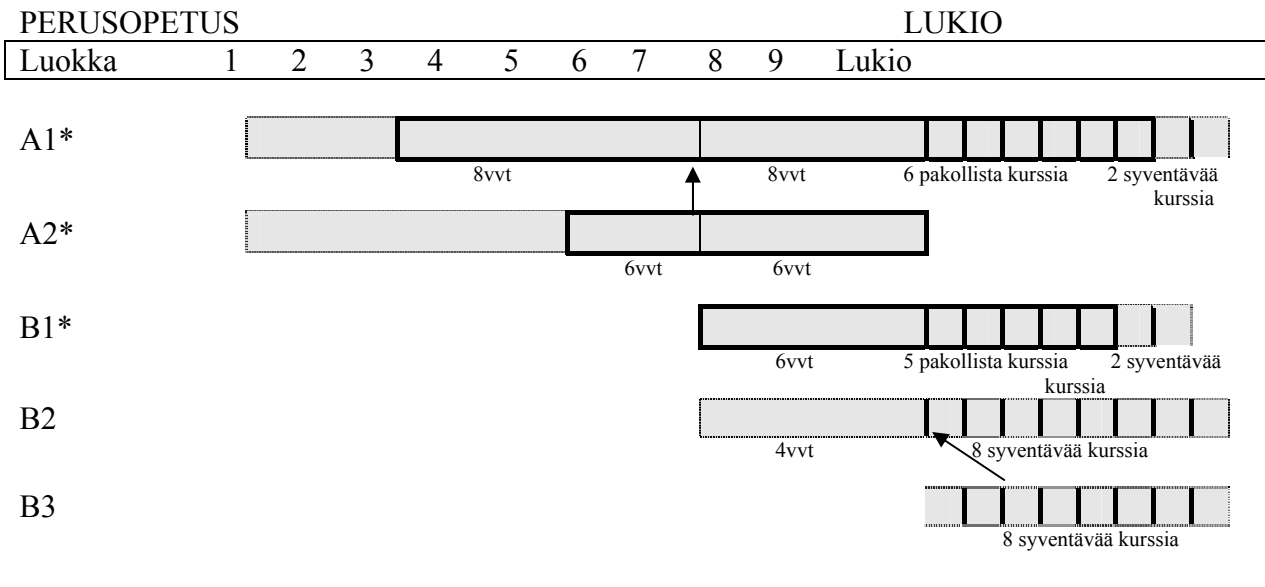 PERUSOPETUS LUKIO
Luokka 1 2 3 4 5 6 7 8 9 Lukio
A1*
8vvt 8vvt 6 pakollista kurssia 2 syventävää
kurssia
A2*
6vvt 6vvt
B1*
6vvt 5 pakollista kurssia 2 syventävää
kurssia
B2
4vvt 8 syventävää kurssia
B3
8 syventävää kurssia